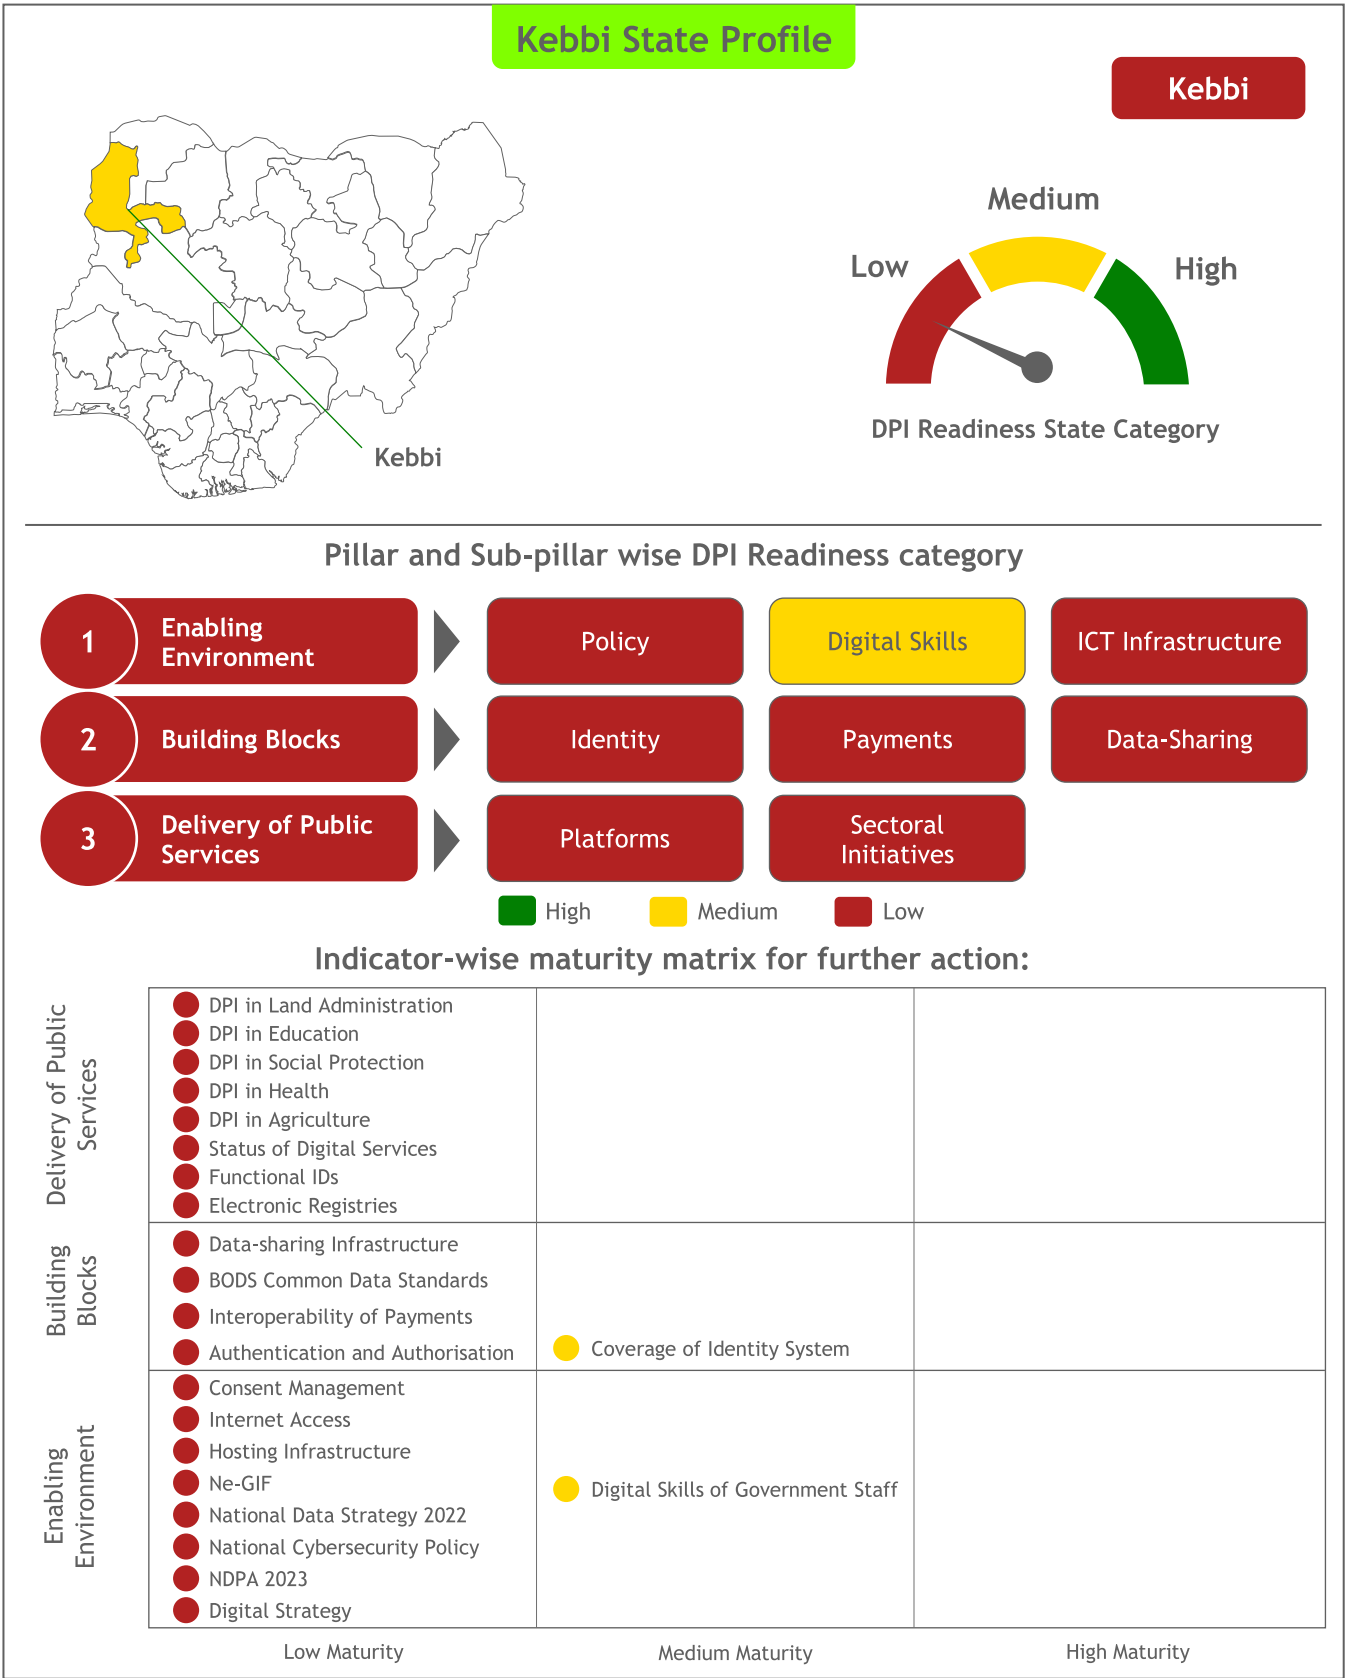 Kebbi State Profile
Kebbi
Medium
Low
High
DPI Readiness State Category
Kebbi
Pillar and Sub-pillar wise DPI Readiness category
1
Enabling
Environment
Policy
Digital Skills
ICT Infrastructure
2
Building Blocks
Identity
Payments
Data-Sharing
3
Delivery of Public
Services
Platforms
Sectoral
Initiatives
High
Medium
Low
Indicator-wise maturity matrix for further action:
Delivery of Public
Services
DPI in Land Administration
DPI in Education
DPI in Social Protection
DPI in Health
DPI in Agriculture
Status of Digital Services
Functional IDs
Electronic Registries
Building
Blocks
Data-sharing Infrastructure
BODS Common Data Standards
Interoperability of Payments
Authentication and Authorisation
Coverage of Identity System
Enabling
Environment
Consent Management
Internet Access
Hosting Infrastructure
Ne-GIF
National Data Strategy 2022
National Cybersecurity Policy
NDPA 2023
Digital Strategy
Digital Skills of Government Staff
Low Maturity
Medium Maturity
High Maturity